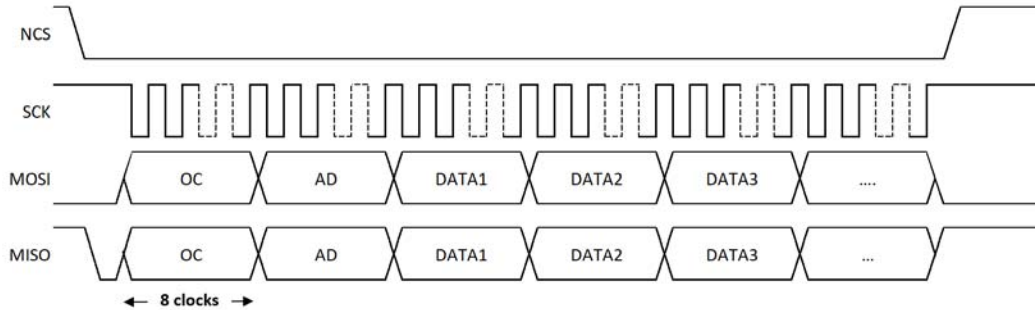 NCS
SCK
MOSI OC AD DATA1 DATA2 DATA3 ....
MISO OC AD DATA1 DATA2 DATA3 ...
8 clocks